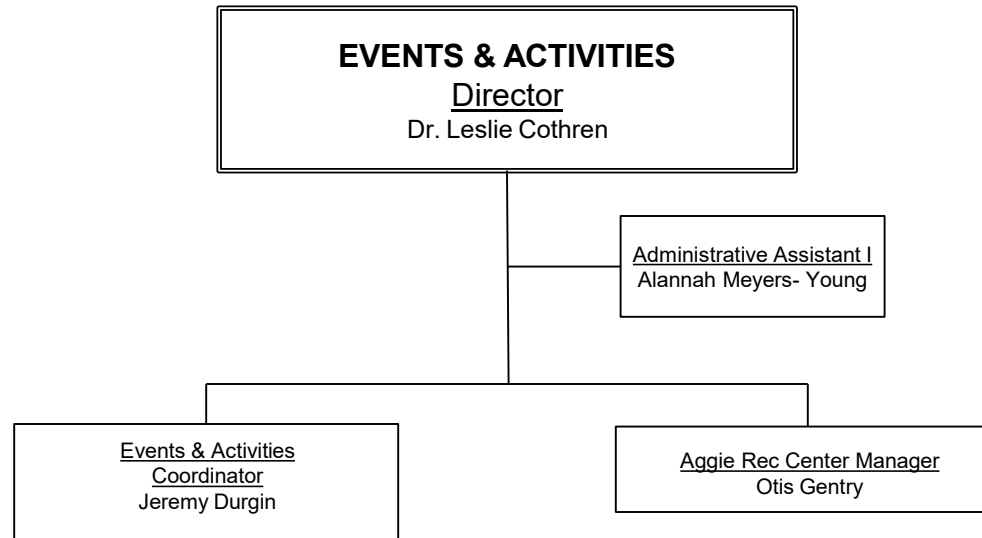 EVENTS & ACTIVITIES
Director
Dr. Leslie Cothren
Administrative Assistant I
Alannah Meyers- Young
Events & Activities
Coordinator
Jeremy Durgin
Aggie Rec Center Manager
Otis Gentry